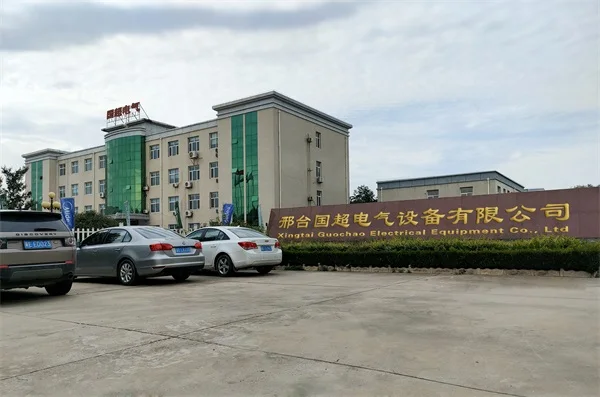 国超电气
邢台国超电气设备有限公司
Xingtai Guochao Electrical Equipment Co., Ltd